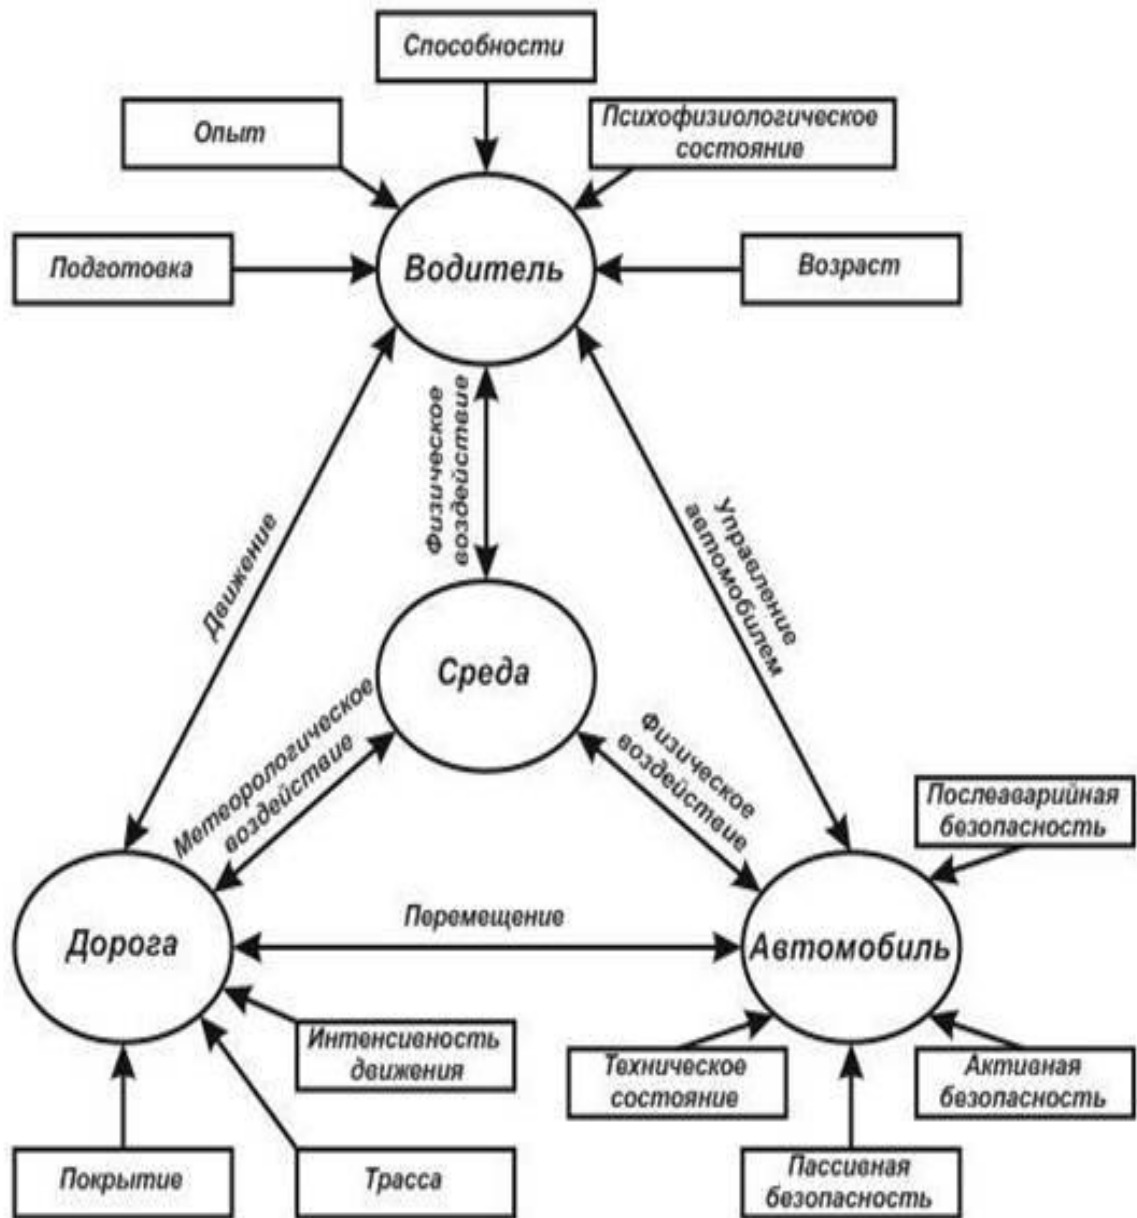 Способности
Опыт
Психофизиологическое
состояние
Подготовка
Водитель
Возраст
Физическое
воздействие
Движение
Управление
автомобилем
Среда
Метеорологическое
воздействие
Физическое
воздействие
Послеаварийная
безопасность
Перемещение
Дорога
Автомобиль
Интенсивность
движения
Техническое
состояние
Активная
безопасность
Покрытие
Трасса
Пассивная
безопасность